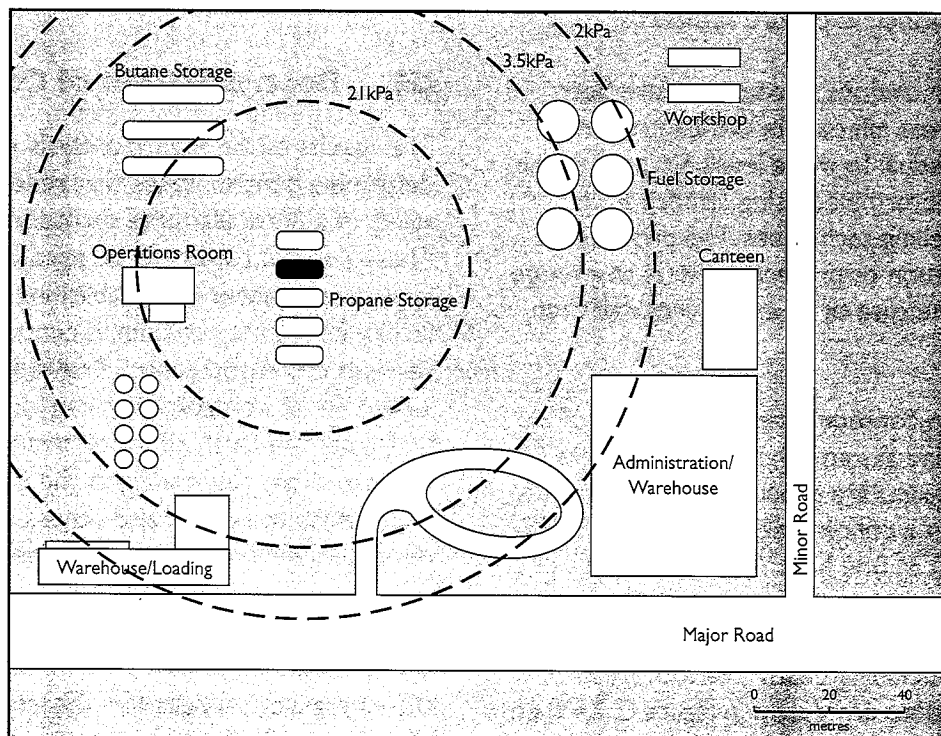 2kPa
3.5kPa
Butane Storage
21kPa
Workshop
Fuel Storage
Operations Room
Canteen
Propane Storage
Administration/
Warehouse
Minor Road
Warehouse/Loading
Major Road
0 20 40
metres